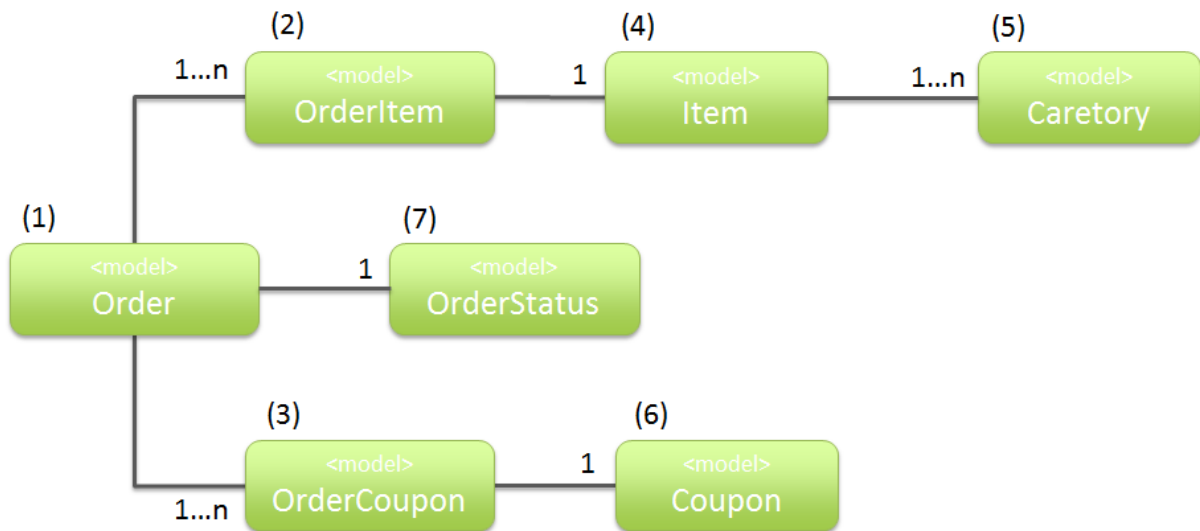 (2)
(4)
(5)
1...n
<model>
OrderItem
1
<model>
Item
1...n
<model>
Caretory
(1)
(7)
<model>
Order
1
<model>
OrderStatus
(3)
(6)
<model>
OrderCoupon
1
<model>
Coupon
1...n